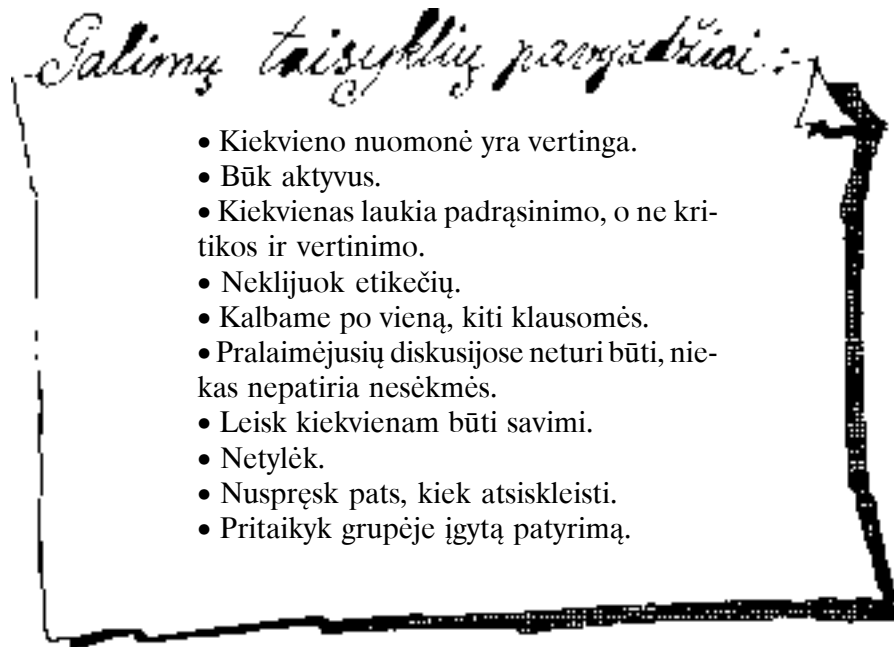 Galimų taisyklių pavyzdžiai:
• Kiekvieno nuomonė yra vertinga.
• Būk aktyvus.
• Kiekvienas laukia padrąsinimo, o ne kri-
tikos ir vertinimo.
• Neklijuok etikečių.
• Kalbame po vieną, kiti klausomės.
• Pralaimėjusių diskusijose neturi būti, nie-
kas nepatiria nesėkmės.
• Leisk kiekvienam būti savimi.
• Netylėk.
• Nuspręsk pats, kiek atsiskleisti.
• Pritaikyk grupėje įgytą patyrimą.